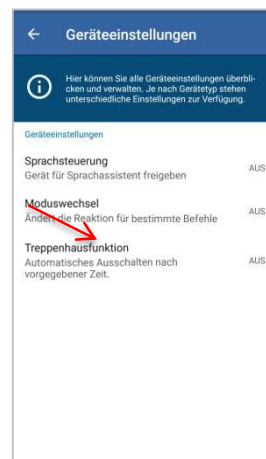 Geräteeinstellungen
Hier können Sie alle Geräteeinstellungen überbli-
cken und verwalten. Je nach Gerätetyp stehen
unterschiedliche Einstellungen zur Verfügung.
Geräteeinstellungen
Sprachsteuerung
Gerät für Sprachassistent freigeben
AUS
Moduswechsel
Ändert die Reaktion für bestimmte Befehle
AUS
Treppenhausfunktion
Automatisches Ausschalten nach
vorgegebener Zeit.
AUS